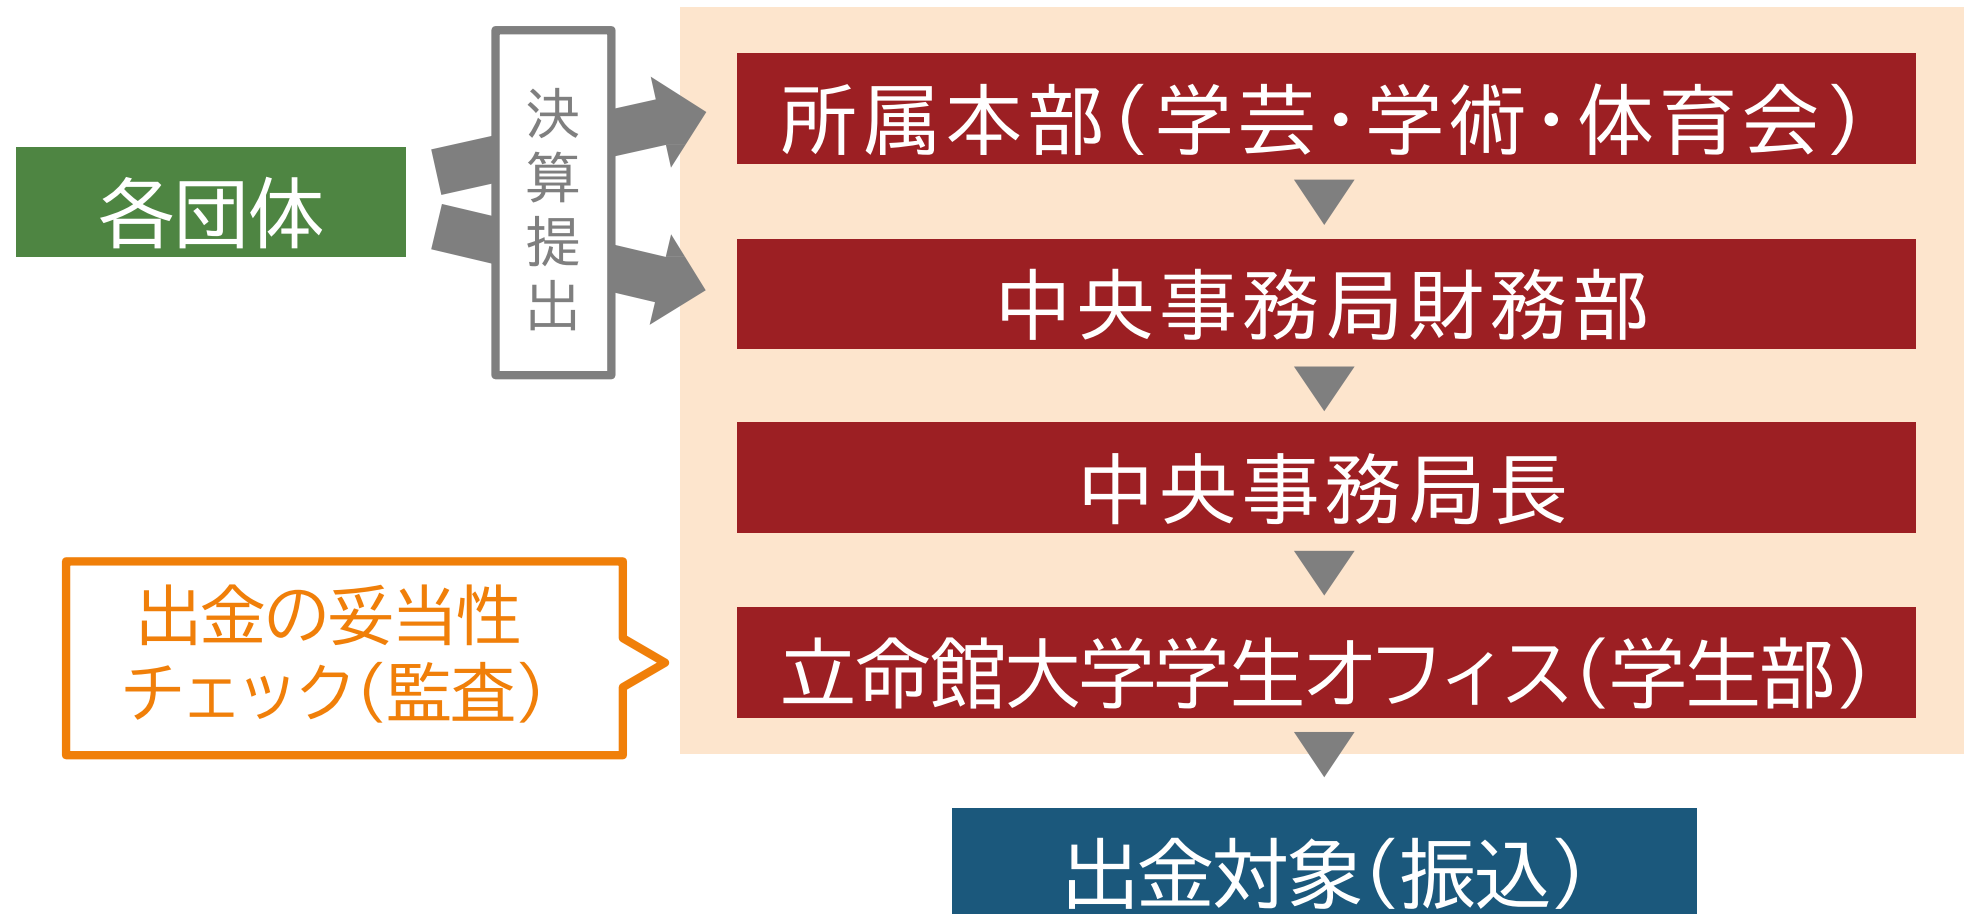 各団体
決算提出
所属本部（学芸・学術・体育会）
中央事務局財務部
中央事務局長
立命館大学学生オフィス（学生部）
出金の妥当性
チェック（監査）
出金対象（振込）